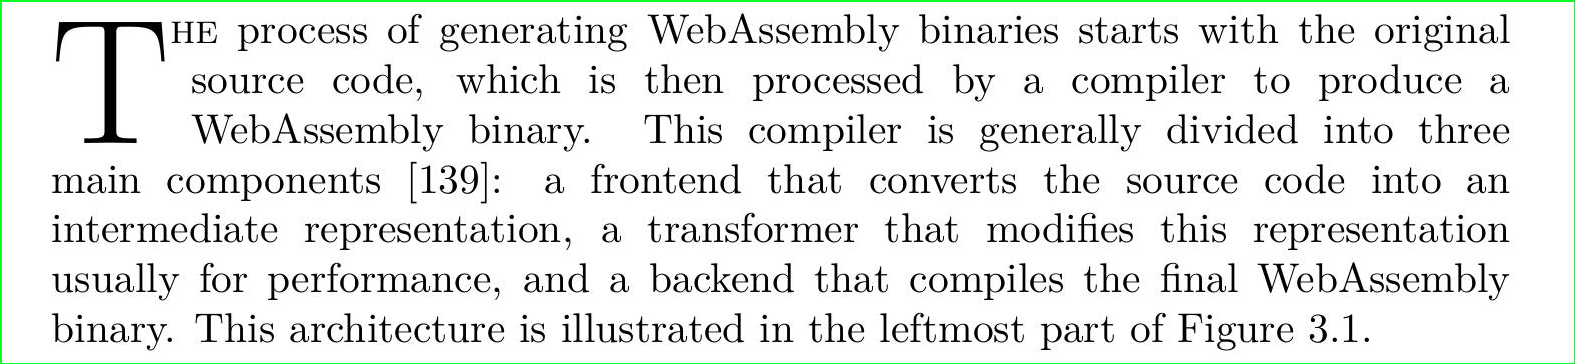 THE process of generating WebAssembly binaries starts with the original
source code, which is then processed by a compiler to produce a
WebAssembly binary. This compiler is generally divided into three
main components [139]: a frontend that converts the source code into an
intermediate representation, a transformer that modifies this representation
usually for performance, and a backend that compiles the final WebAssembly
binary. This architecture is illustrated in the leftmost part of Figure 3.1.